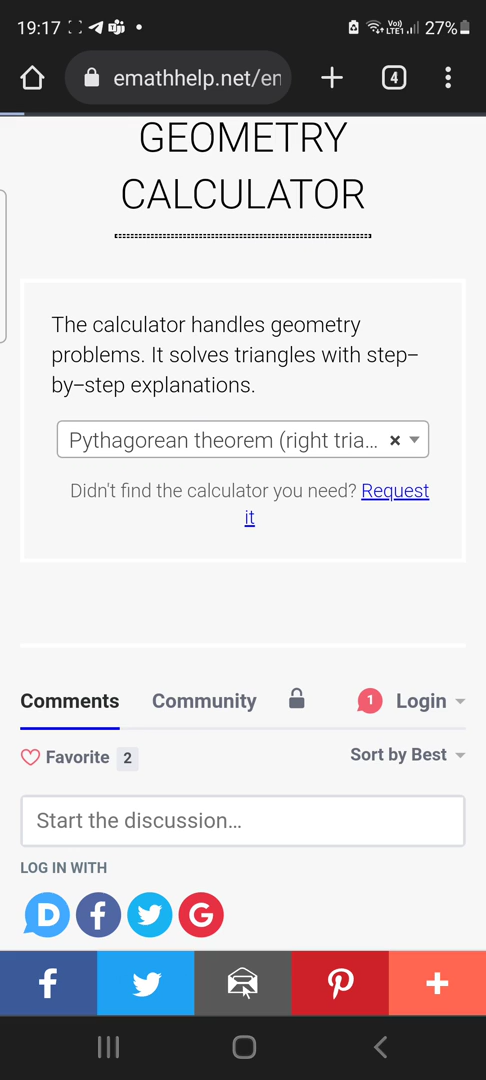 19:17
Vo))
LTE1
27%
emathhelp.net/en
4
GEOMETRY
CALCULATOR
The calculator handles geometry
problems. It solves triangles with step–
by–step explanations.
Pythagorean theorem (right tria... ×
Didn't find the calculator you need? Request
it
Comments Community 1 Login
Favorite 2 Sort by Best
Start the discussion...
LOG IN WITH
D f G
f +